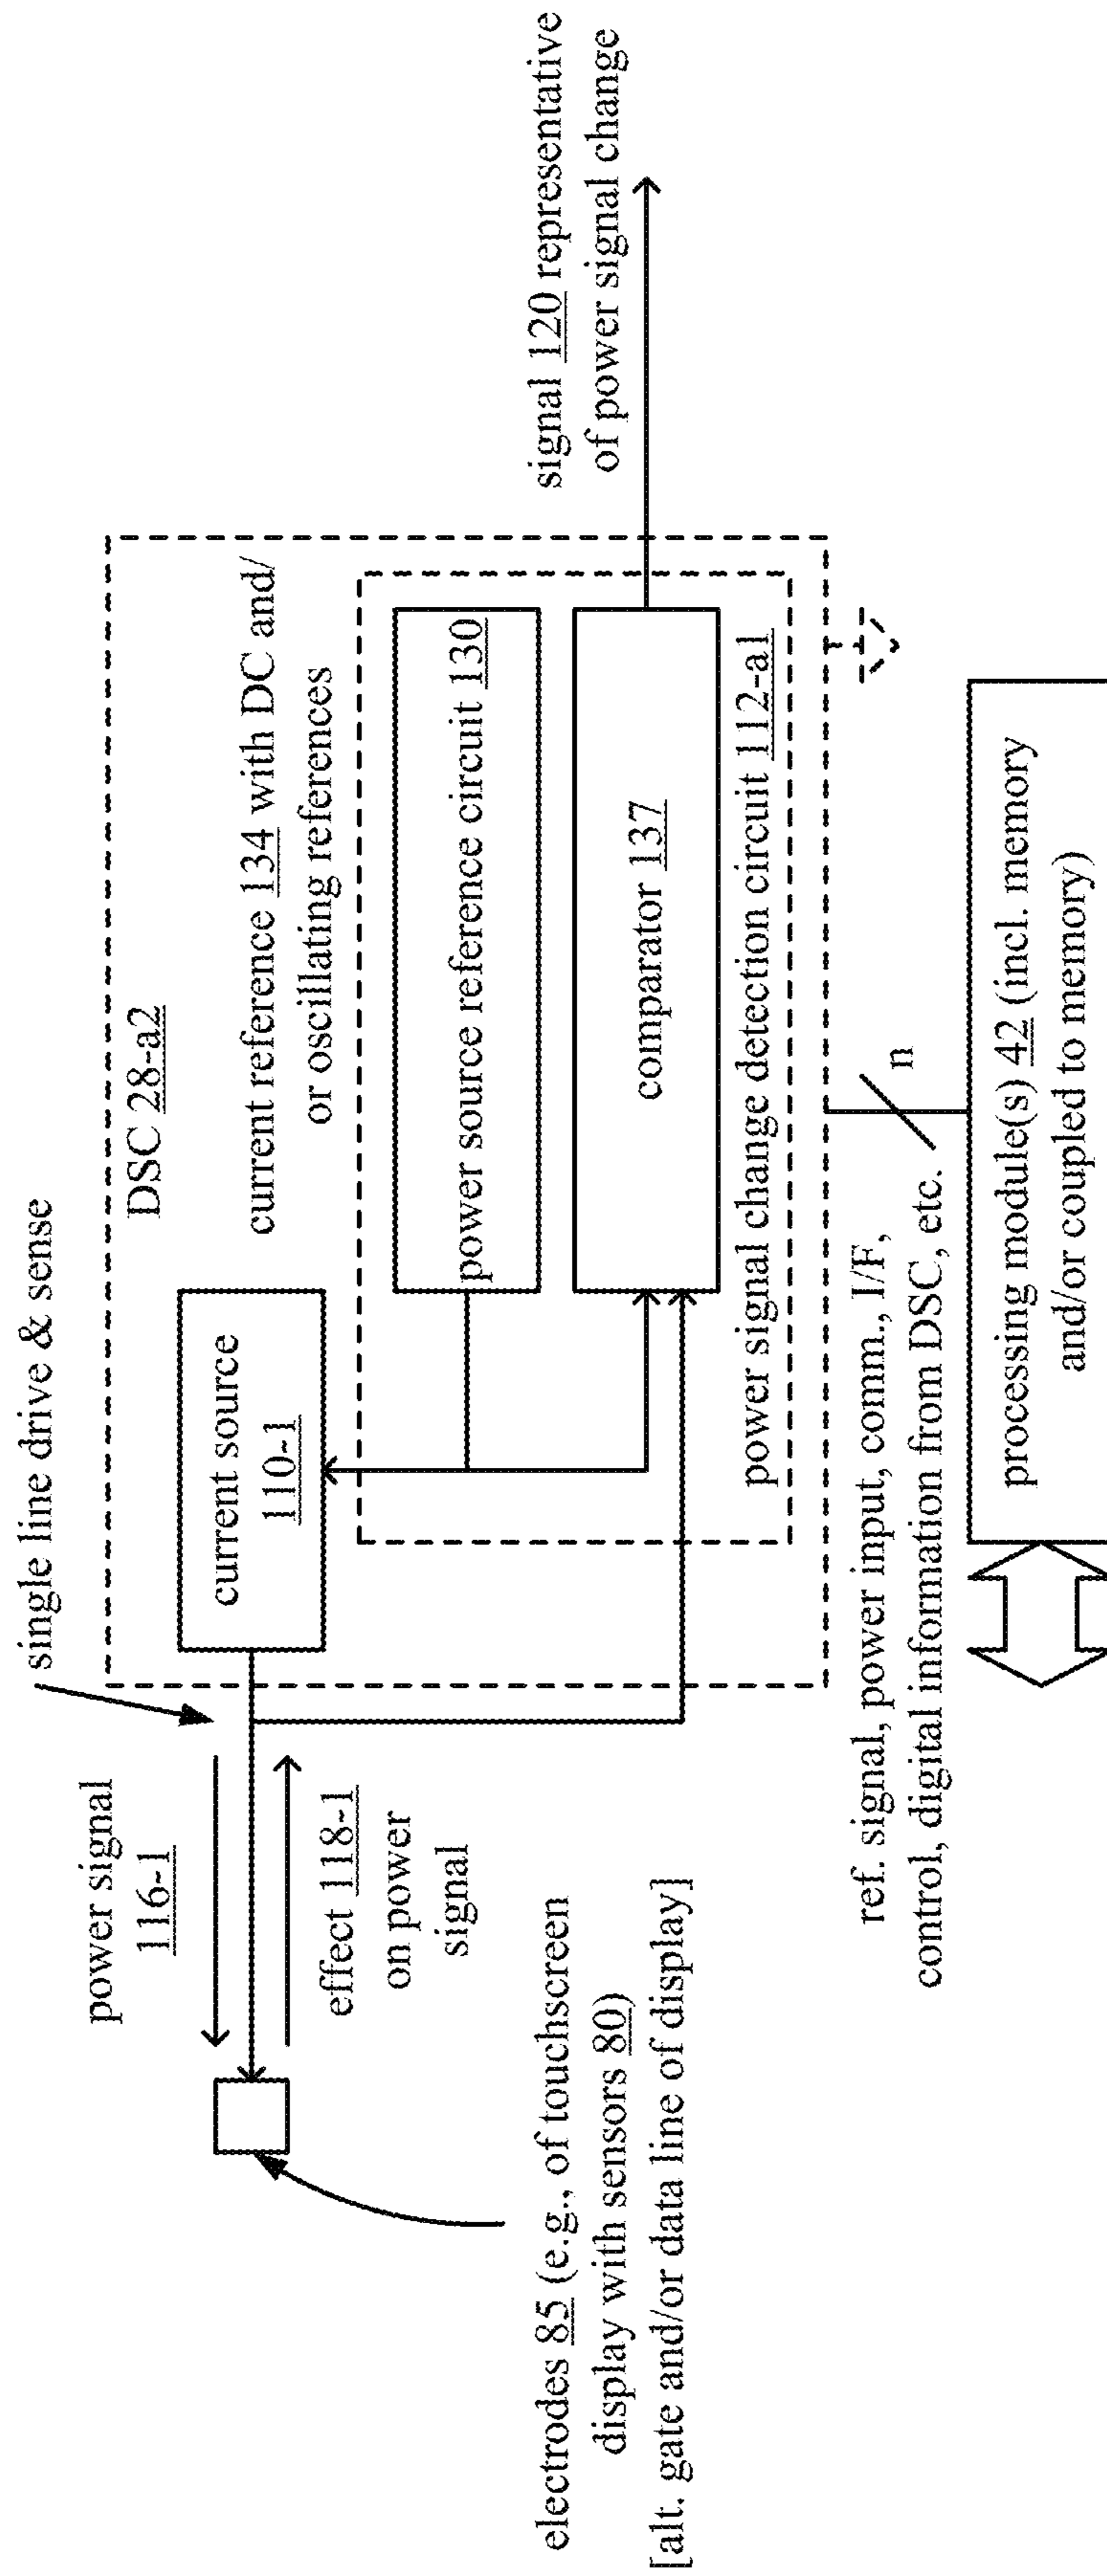 single line drive & sense
power signal
116-1
effect 118-1
on power
signal
electrodes 85 (e.g., of touchscreen
display with sensors 80)
[alt. gate and/or data line of display]
DSC 28-a2
current source
110-1
current reference 134 with DC and/
or oscillating references
power source reference circuit 130
comparator 137
power signal change detection circuit 112-a1
signal 120 representative
of power signal change
ref. signal, power input, comm., I/F,
control, digital information from DSC, etc.
n
processing module(s) 42 (incl. memory
and/or coupled to memory)